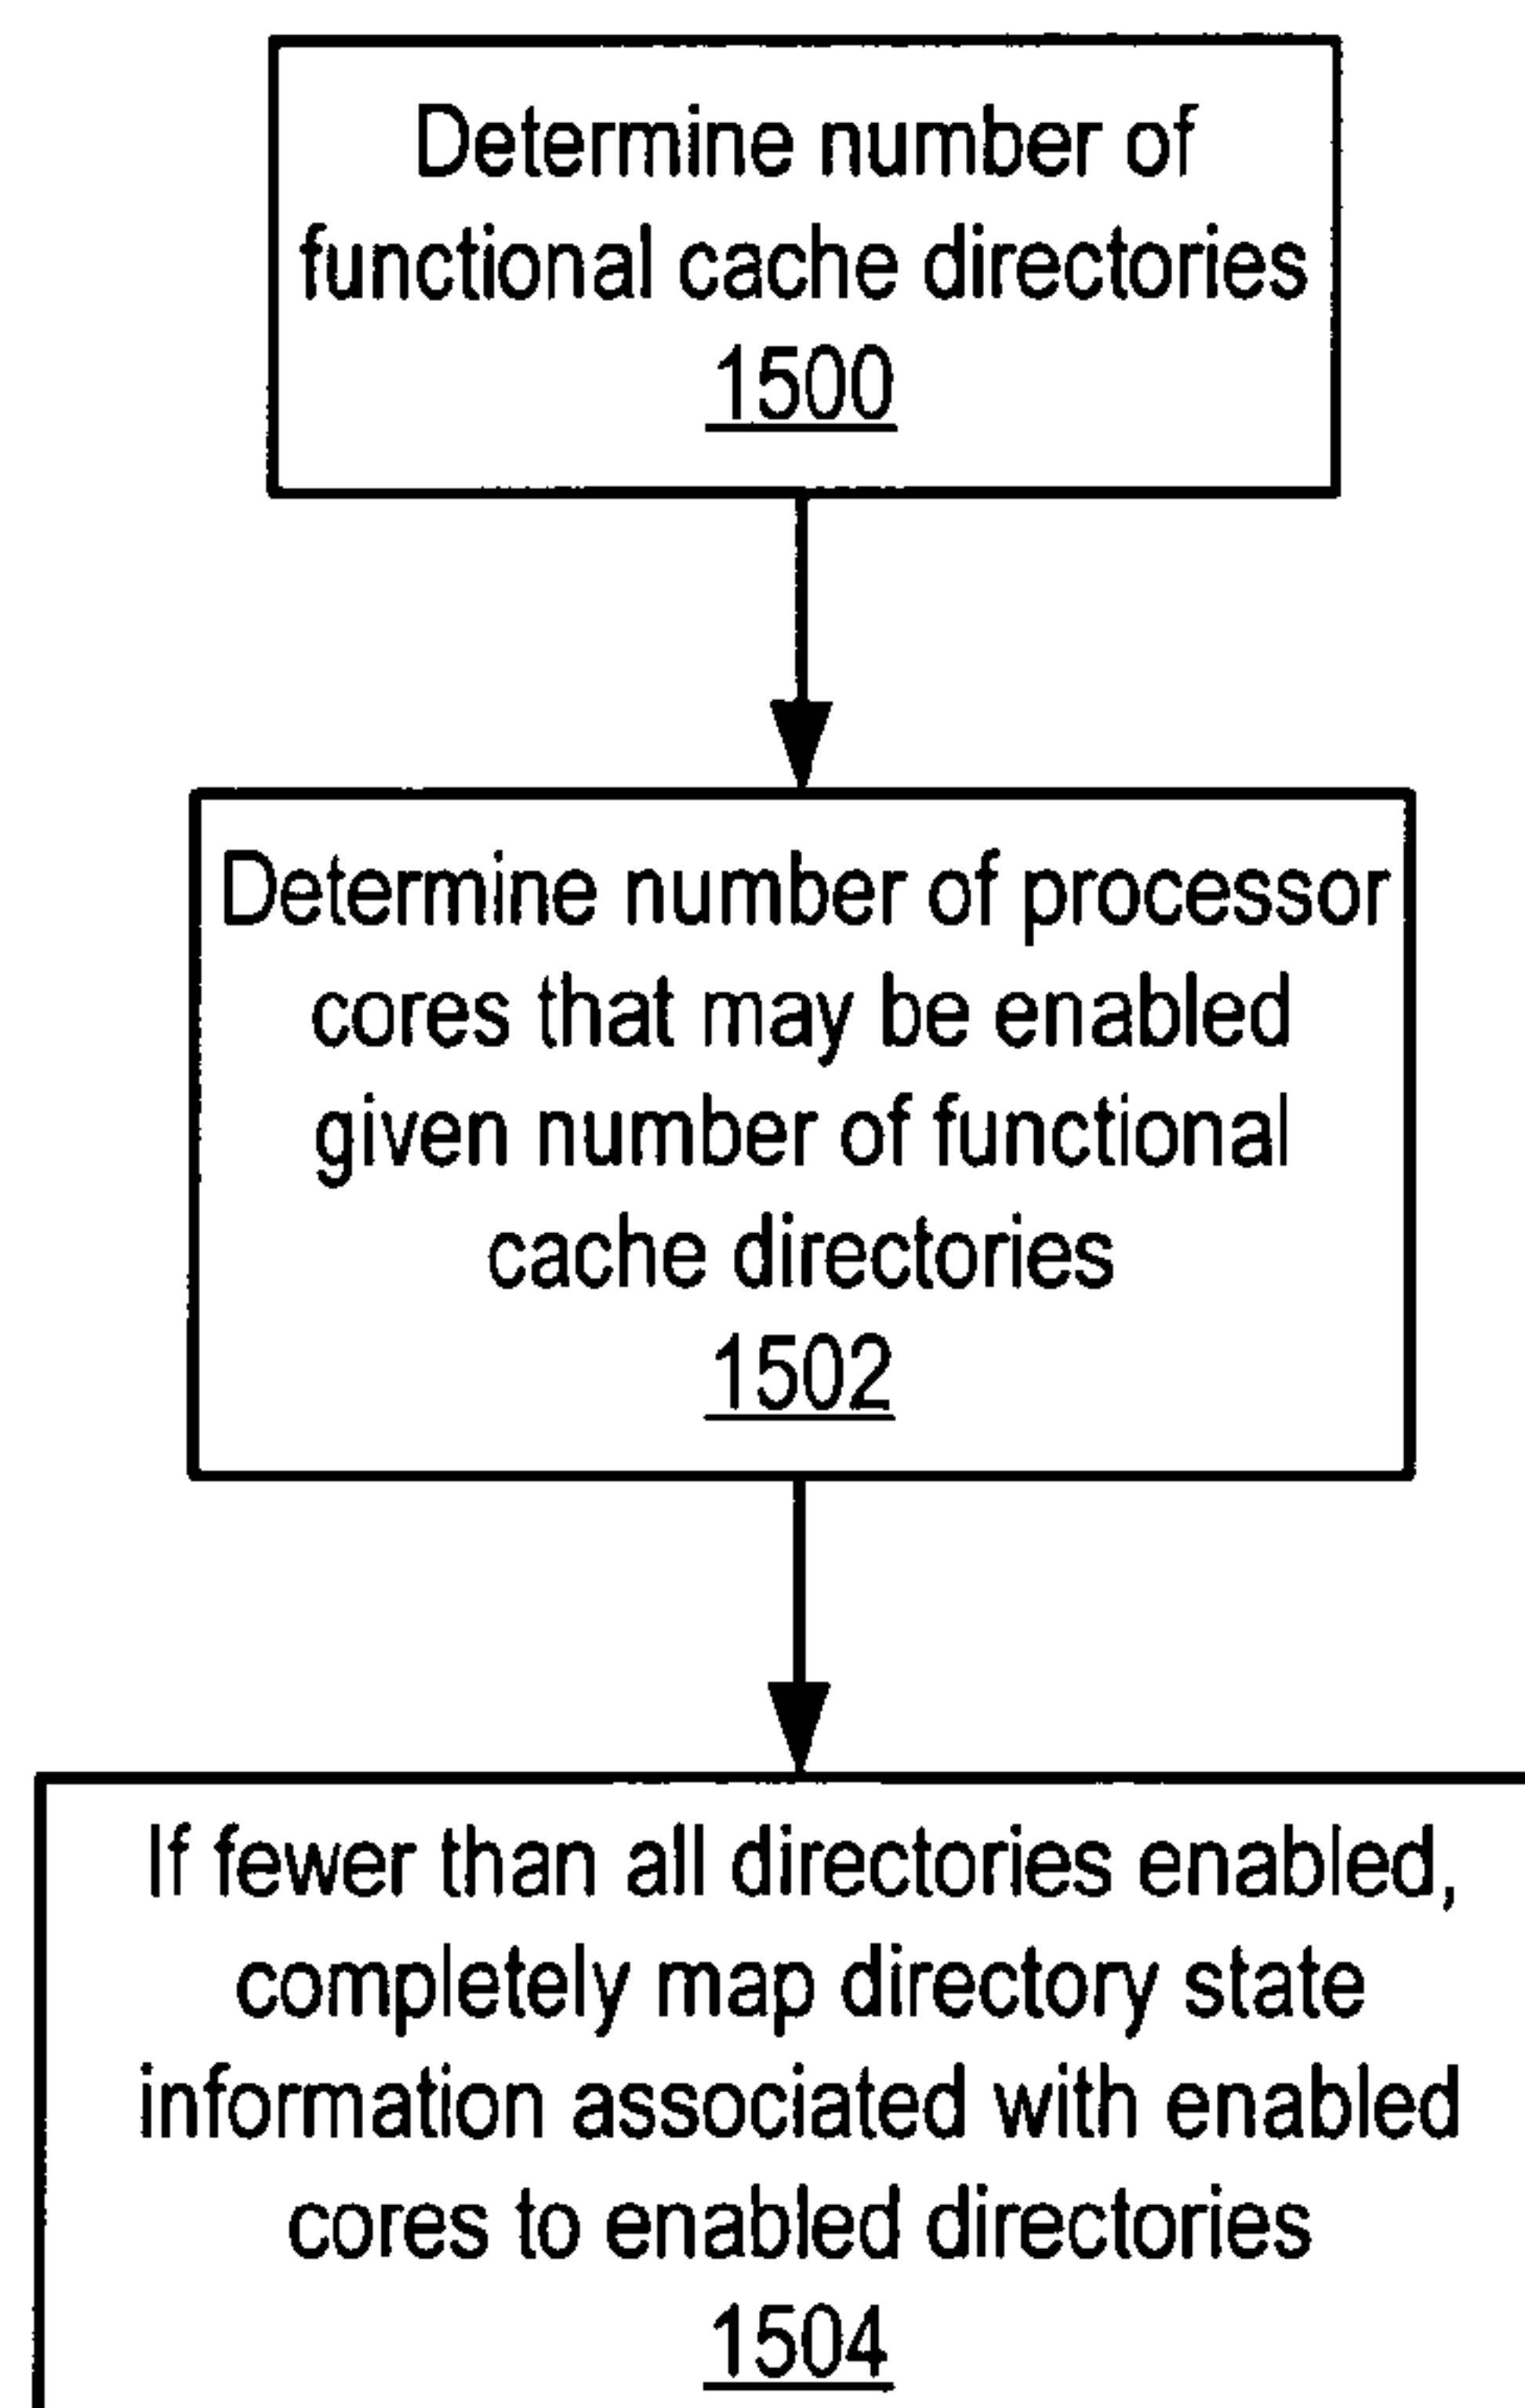 Determine number of
functional cache directories
1500
Determine number of processor
cores that may be enabled
given number of functional
cache directories
1502
If fewer than all directories enabled,
completely map directory state
information associated with enabled
cores to enabled directories
1504